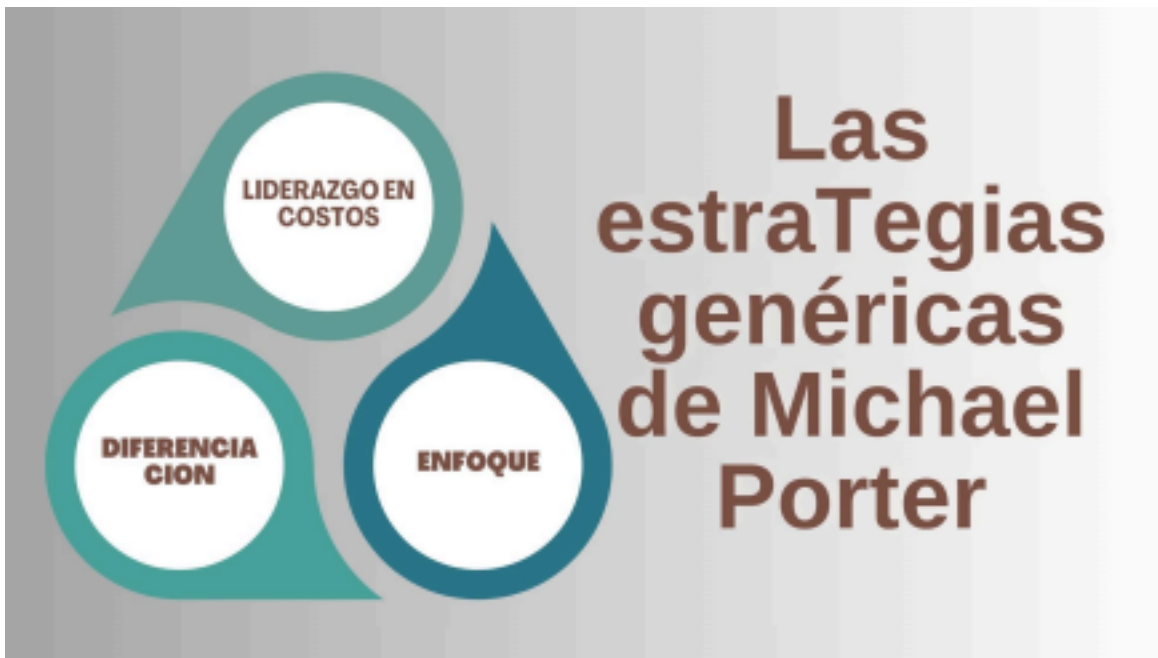 LIDERAZGO EN
COSTOS
DIFERENCIA
CION
ENFOQUE
Las
estraTegias
genéricas
de Michael
Porter